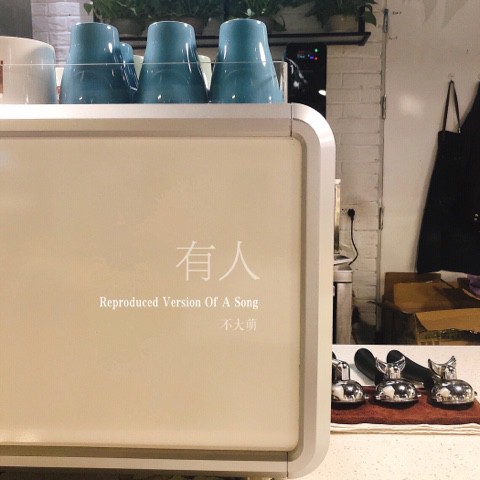 有人
Reproduced Version Of A Song
不大萌